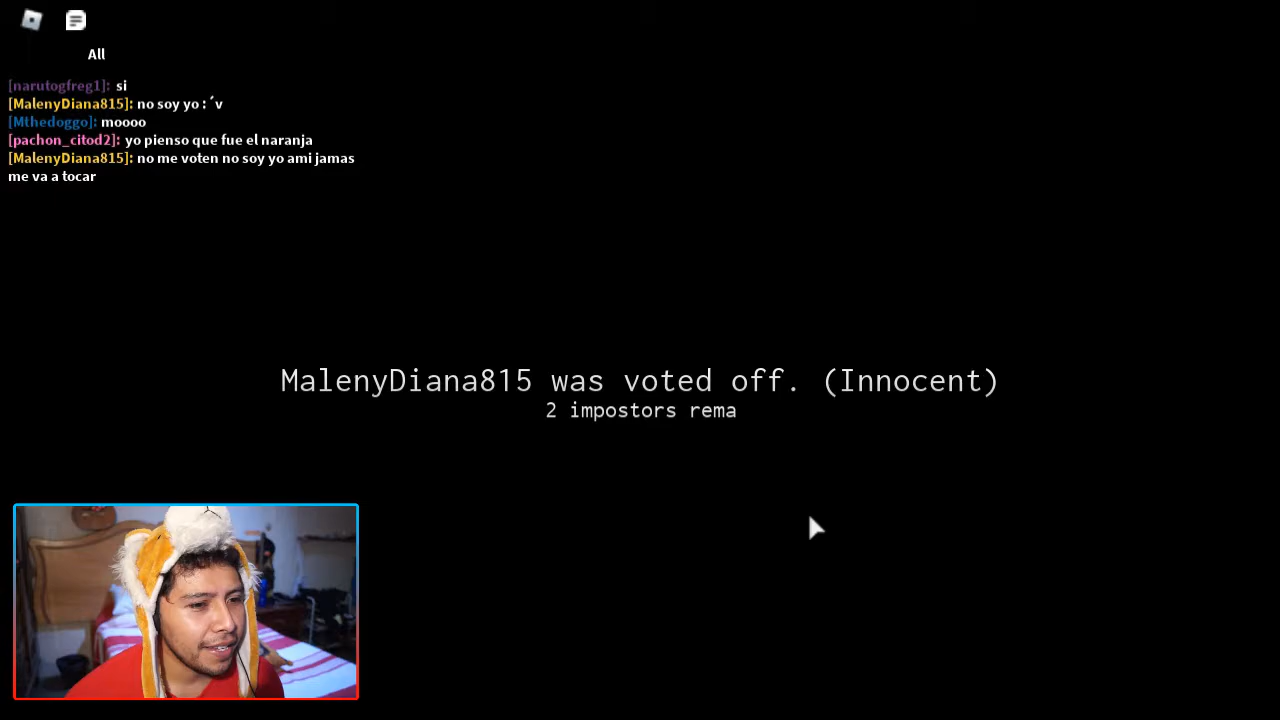 All
[narutogfreg1]: si
[MalenyDiana815]: no soy yo :´v
[Mthedoggo]: moooo
[pachon_citod2]: yo pienso que fue el naranja
[MalenyDiana815]: no me voten no soy yo ami jamas
me va a tocar
MalenyDiana815 was voted off. (Innocent)
2 impostors rema